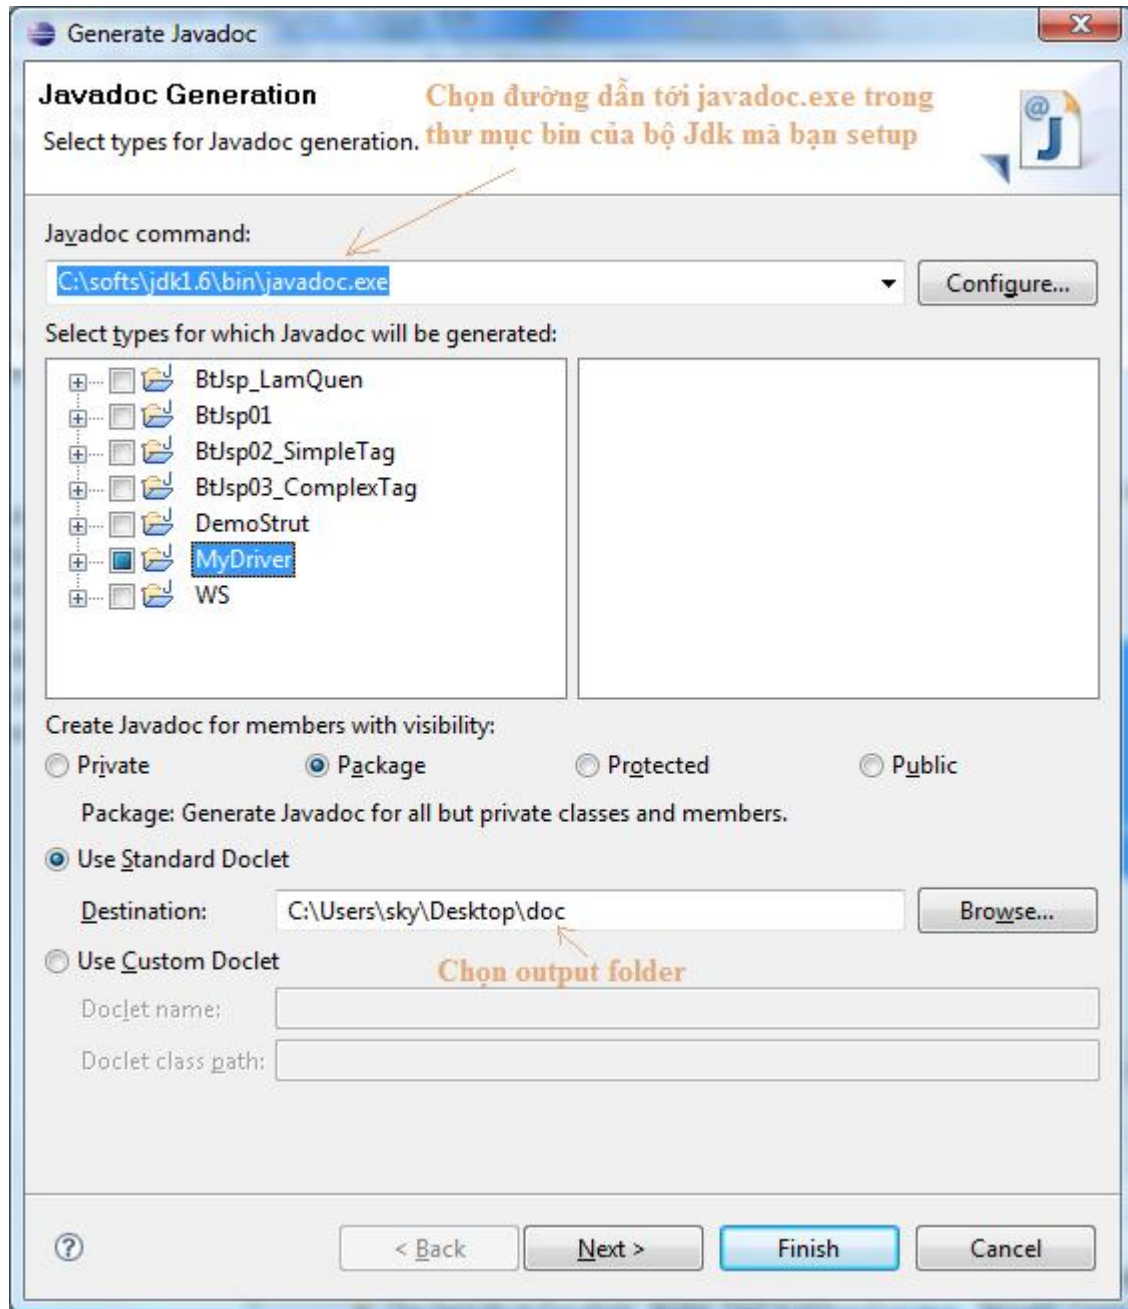 Generate Javadoc
Javadoc Generation
Chọn đường dẫn tới javadoc.exe trong
Select types for Javadoc generation.
thư mục bin của bộ Jdk mà bạn setup
Javadoc command:
C:\softs\jdk1.6\bin\javadoc.exe
Configure...
Select types for which Javadoc will be generated:
BtJsp_LamQuen
BtJsp01
BtJsp02_SimpleTag
BtJsp03_ComplexTag
DemoStrut
MyDriver
WS
Create Javadoc for members with visibility:
Private Package Protected Public
Package: Generate Javadoc for all but private classes and members.
Use Standard Doclet
Destination: C:\Users\sky\Desktop\doc Browse...
Use Custom Doclet
Chọn output folder
Doclet name:
Doclet class path:
< Back Next > Finish Cancel